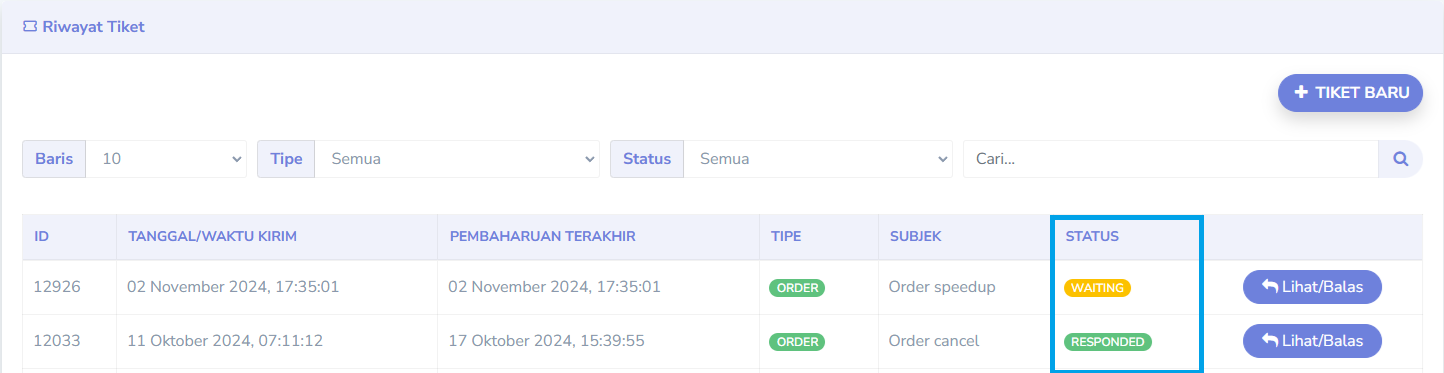 Riwayat Tiket
TIKET BARU
Baris 10 Tipe Semua Status Semua Cari...
ID TANGGAL/WAKTU KIRIM PEMBAHARUAN TERAKHIR TIPE SUBJEK STATUS
12926 02 November 2024, 17:35:01 02 November 2024, 17:35:01 ORDER Order speedup WAITING Lihat/Balas
12033 11 Oktober 2024, 07:11:12 17 Oktober 2024, 15:39:55 ORDER Order cancel RESPONDED Lihat/Balas